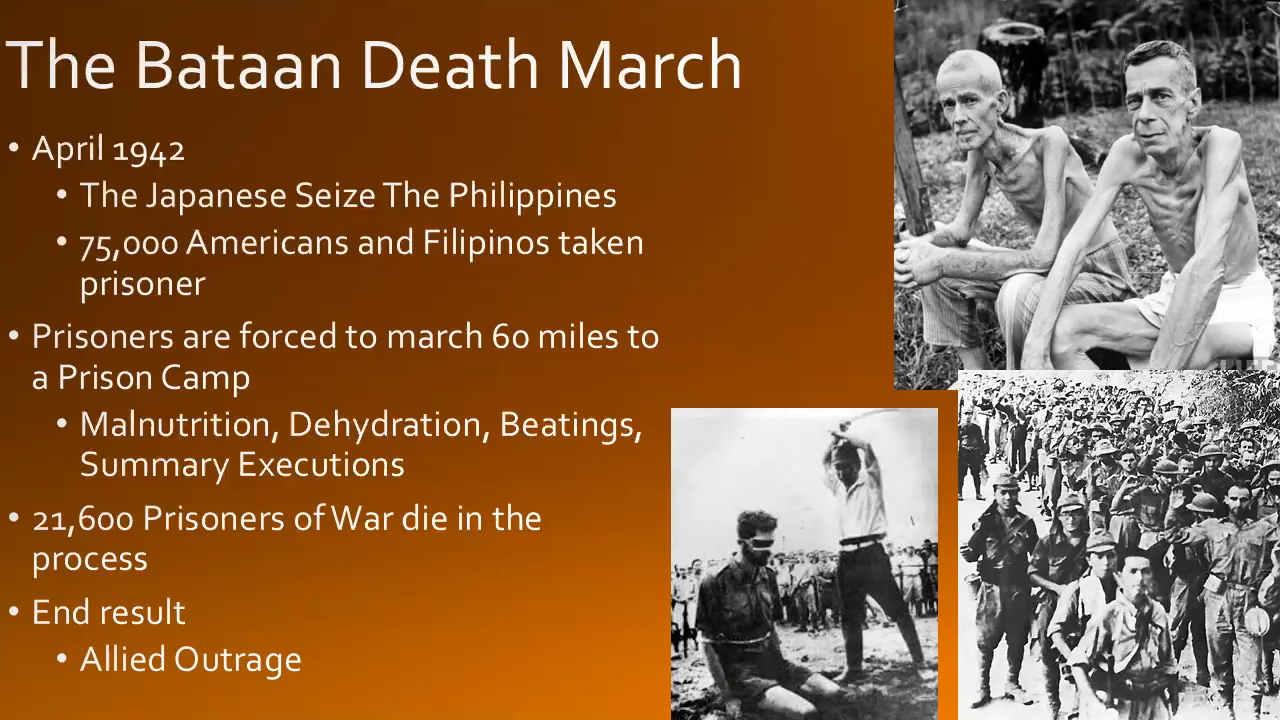 The Bataan Death March
• April 1942
• The Japanese Seize The Philippines
• 75,000 Americans and Filipinos taken
prisoner
• Prisoners are forced to march 60 miles to
a Prison Camp
• Malnutrition, Dehydration, Beatings,
Summary Executions
• 21,600 Prisoners of War die in the
process
• End result
• Allied Outrage